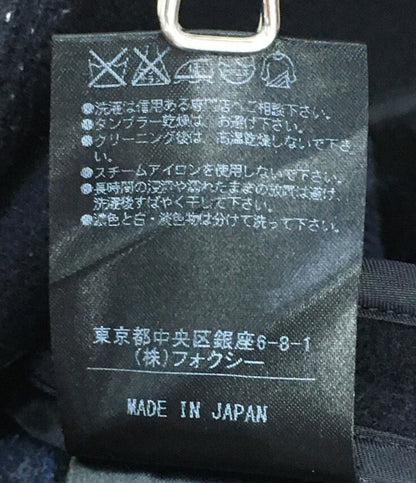 ●洗濯は信用ある専門店へご相談下さい。
●タンブラー乾燥は、お避け下さい。
●クリーニング後は、高温乾燥しないで下さい。
●スチームアイロンを使用しないで下さい。
●長時間の浸漬や濡れたままの放置は避け、
洗濯後すばやく干して下さい。
●濃色と白・淡色物は分けて洗って下さい。
東京都中央区銀座6-8-1
(株)フォクシー
MADE IN JAPAN